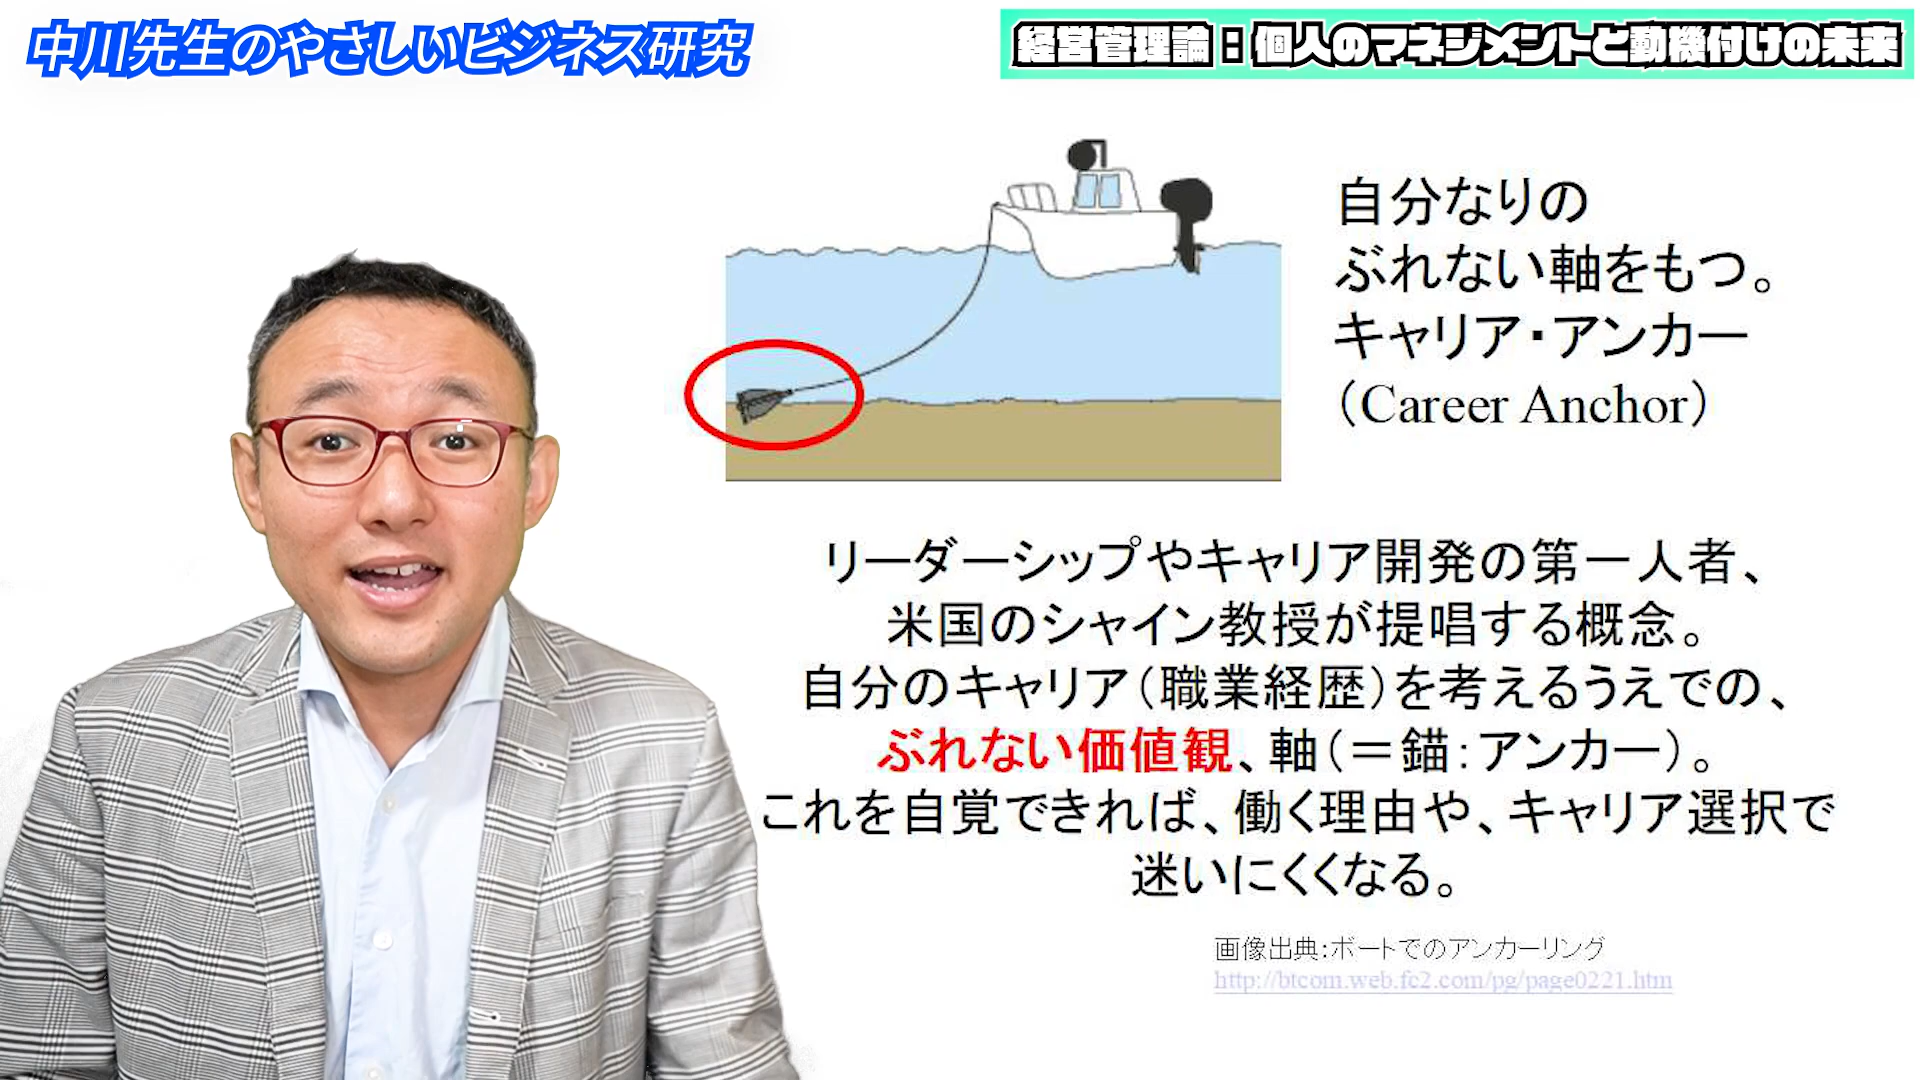 中川先生のやさしいビジネス研究
経営管理論：個人のマネジメントと動機付けの未来
自分なりの
ぶれない軸をもつ。
キャリア・アンカー
（Career Anchor）
リーダーシップやキャリア開発の第一人者、
米国のシャイン教授が提唱する概念。
自分のキャリア（職業経歴）を考えるうえでの、
ぶれない価値観、軸（＝錨：アンカー）。
これを自覚できれば、働く理由や、キャリア選択で
迷いにくくなる。
画像出典：ボートでのアンカーリング
http://btcom.web.fc2.com/pg/page0221.htm